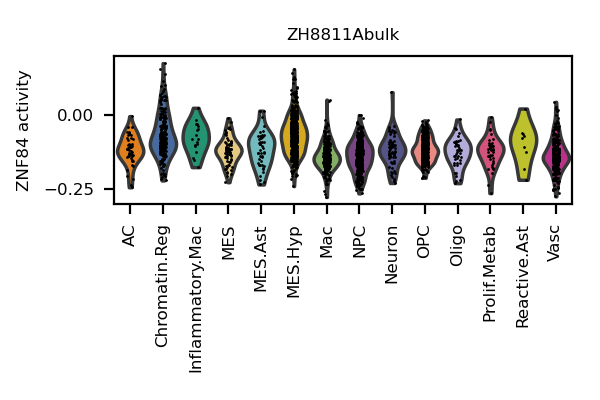 ZH8811Abulk
ZNF84 activity
0.00
−0.25
AC
Chromatin.Reg
Inflammatory.Mac
MES
MES.Ast
MES.Hyp
Mac
NPC
Neuron
OPC
Oligo
Prolif.Metab
Reactive.Ast
Vasc